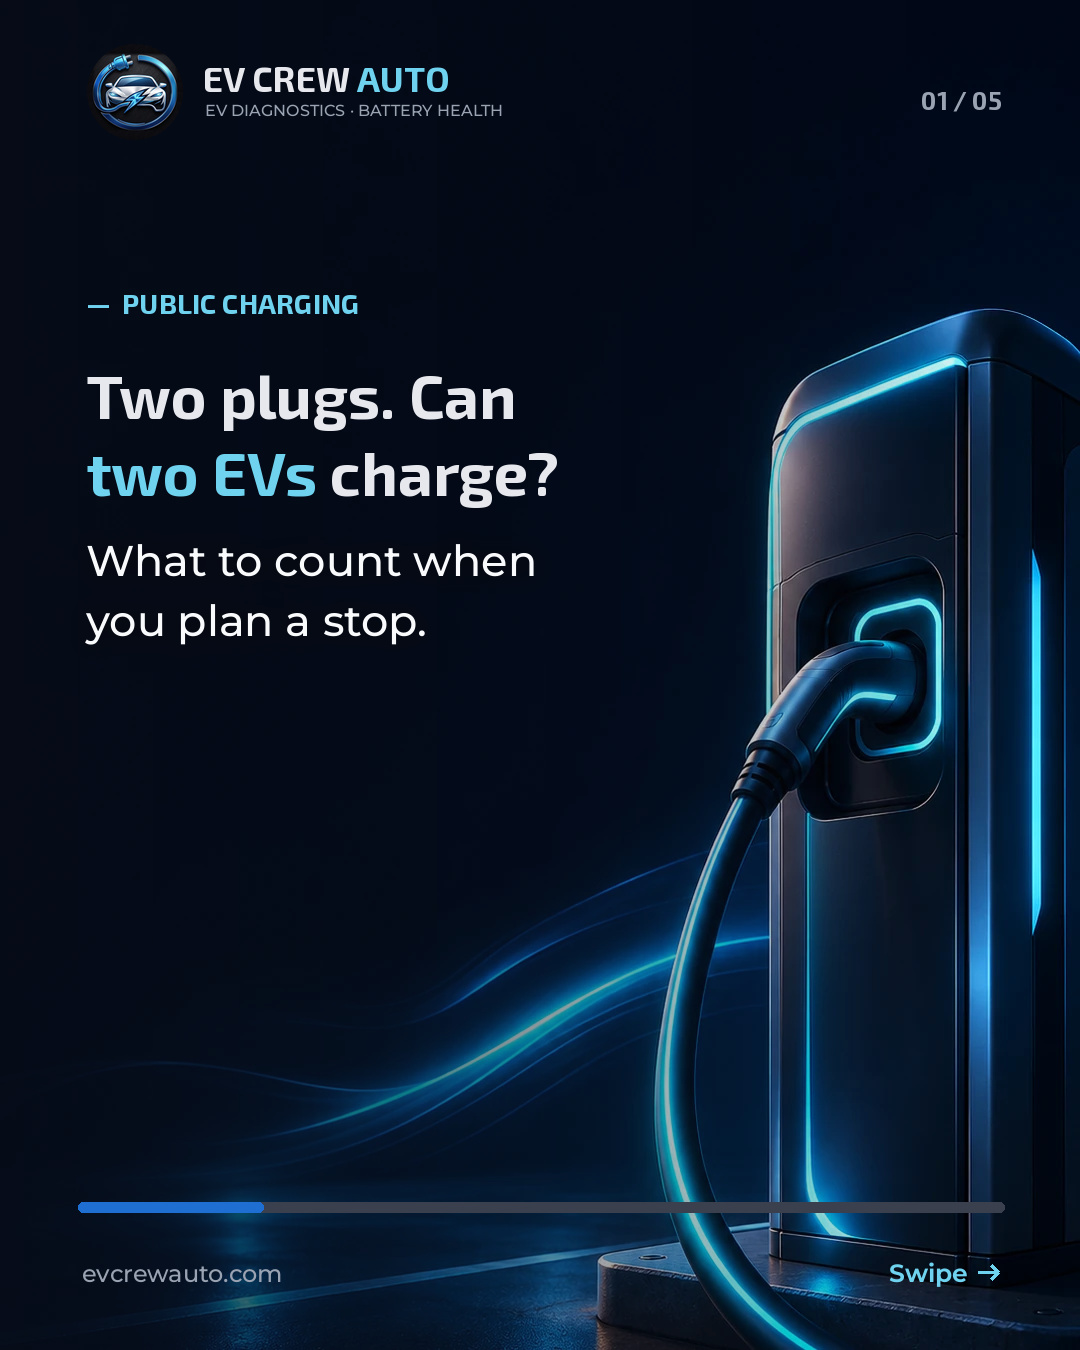 EV CREW AUTO
EV DIAGNOSTICS · BATTERY HEALTH
01 / 05
— PUBLIC CHARGING
Two plugs. Can
two EVs charge?
What to count when
you plan a stop.
evcrewauto.com
Swipe →